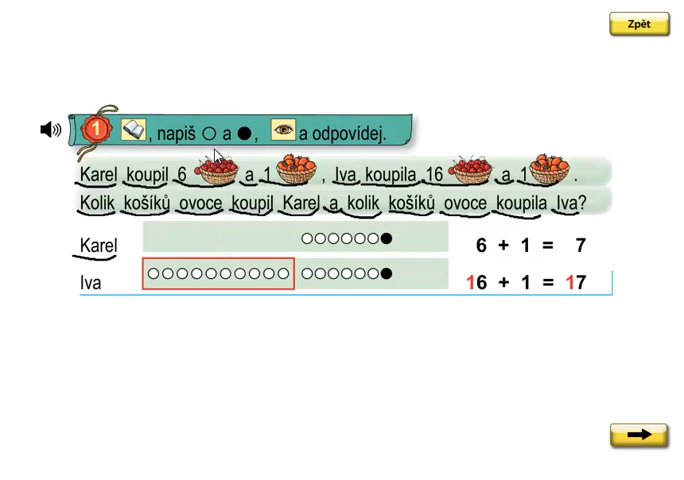 Zpět
1 , napiš ○ a ●, a odpovídej.
Karel koupil 6 a 1 , Iva koupila 16 a 1 .
Kolik košíků ovoce koupil Karel a kolik košíků ovoce koupila Iva?
Karel 6 + 1 = 7
Iva 16 + 1 = 17